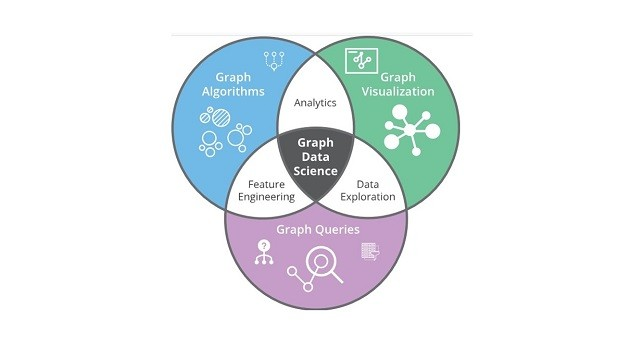 Graph
Algorithms
Graph
Visualization
Analytics
Graph
Data
Science
Feature
Engineering
Data
Exploration
Graph Queries
?